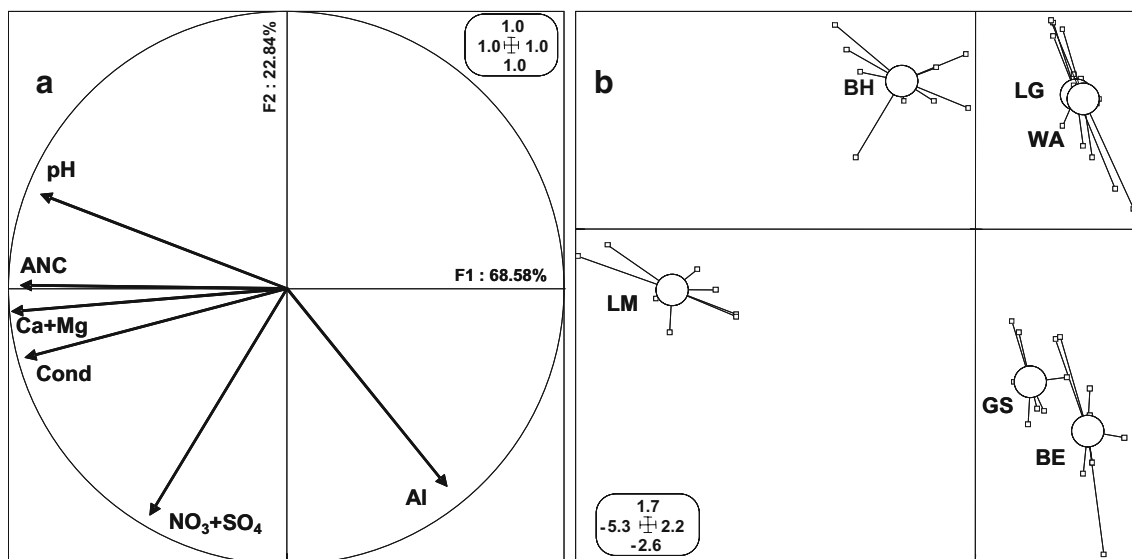 a
F2 : 22.84%
1.0
1.0 1.0
1.0
pH
ANC
F1 : 68.58%
Ca+Mg
Cond
Al
NO₃+SO₄
b
BH
LG
WA
LM
GS
BE
1.7
-5.3 2.2
-2.6